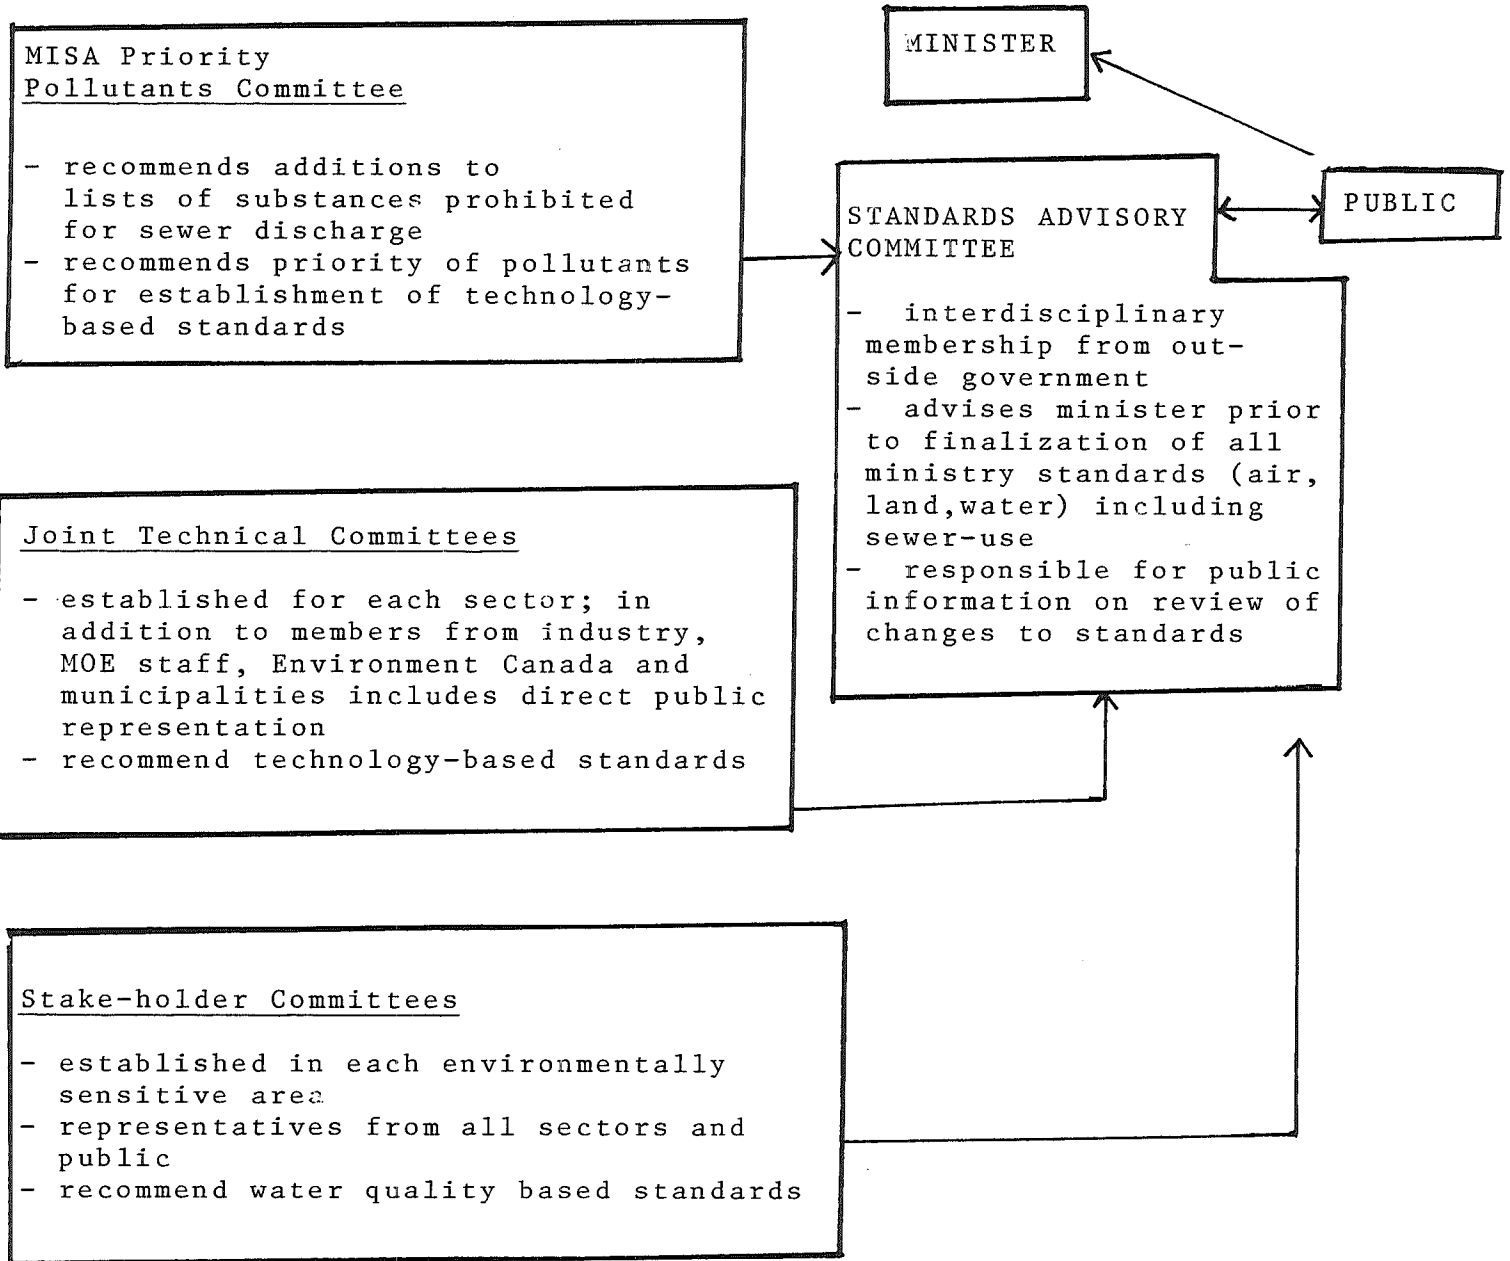 MISA Priority
Pollutants Committee
- recommends additions to
lists of substances prohibited
for sewer discharge
- recommends priority of pollutants
for establishment of technology-
based standards
MINISTER
PUBLIC
STANDARDS ADVISORY
COMMITTEE
- interdisciplinary
membership from out-
side government
- advises minister prior
to finalization of all
ministry standards (air,
land,water) including
sewer-use
- responsible for public
information on review of
changes to standards
Joint Technical Committees
- established for each sector; in
addition to members from industry,
MOE staff, Environment Canada and
municipalities includes direct public
representation
- recommend technology-based standards
Stake-holder Committees
- established in each environmentally
sensitive area
- representatives from all sectors and
public
- recommend water quality based standards